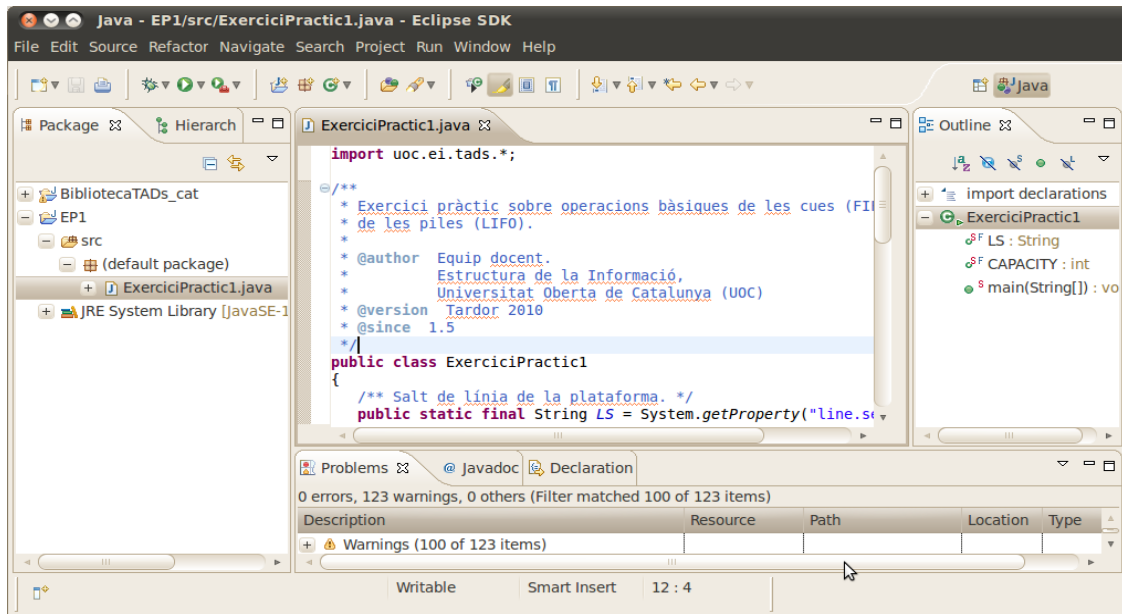 Java - EP1/src/ExerciciPractic1.java - Eclipse SDK
File Edit Source Refactor Navigate Search Project Run Window Help
Java
Package
Hierarch
BibliotecaTADs_cat
EP1
src
(default package)
ExerciciPractic1.java
JRE System Library [JavaSE-1
ExerciciPractic1.java
import uoc.ei.tads.*;
/**
* Exercici pràctic sobre operacions bàsiques de les cues (FI
* de les piles (LIFO).
*
* @author Equip docent.
* Estructura de la Informació,
* Universitat Oberta de Catalunya (UOC)
* @version Tardor 2010
* @since 1.5
*/
public class ExerciciPractic1
{
/** Salt de línia de la plataforma. */
public static final String LS = System.getProperty("line.se
Outline
import declarations
ExerciciPractic1
LS : String
CAPACITY : int
main(String[]) : vo
Problems @ Javadoc Declaration
0 errors, 123 warnings, 0 others (Filter matched 100 of 123 items)
Description Resource Path Location Type
Warnings (100 of 123 items)
Writable Smart Insert 12 : 4